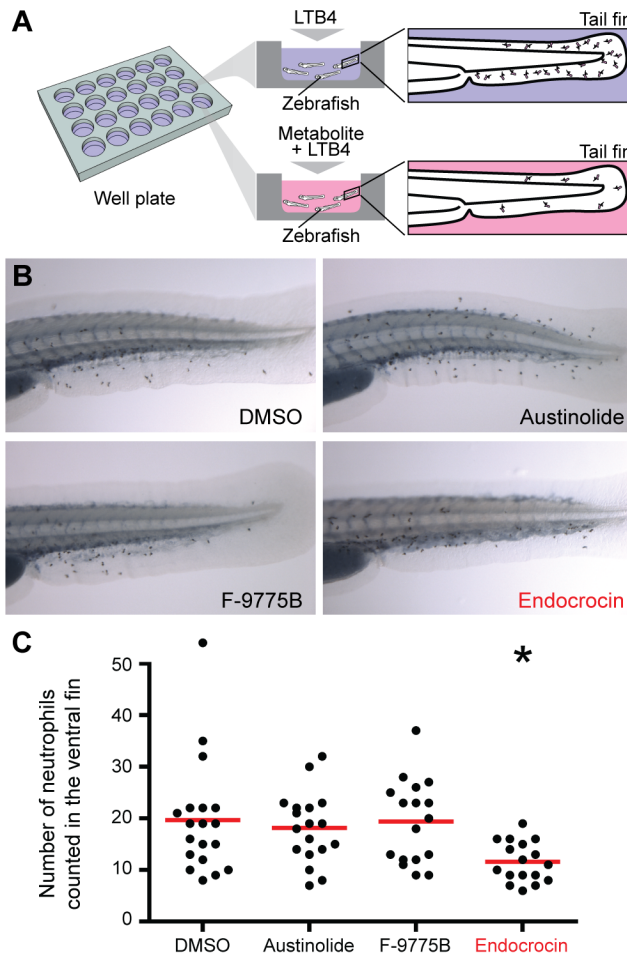 A
LTB4
Tail fin
Zebrafish
Well plate
Metabolite
+ LTB4
Tail fin
Zebrafish
B
DMSO
Austinolide
F-9775B
Endocrocin
C
Number of neutrophils
counted in the ventral fin
50
40
30
20
10
0
*
DMSO
Austinolide
F-9775B
Endocrocin